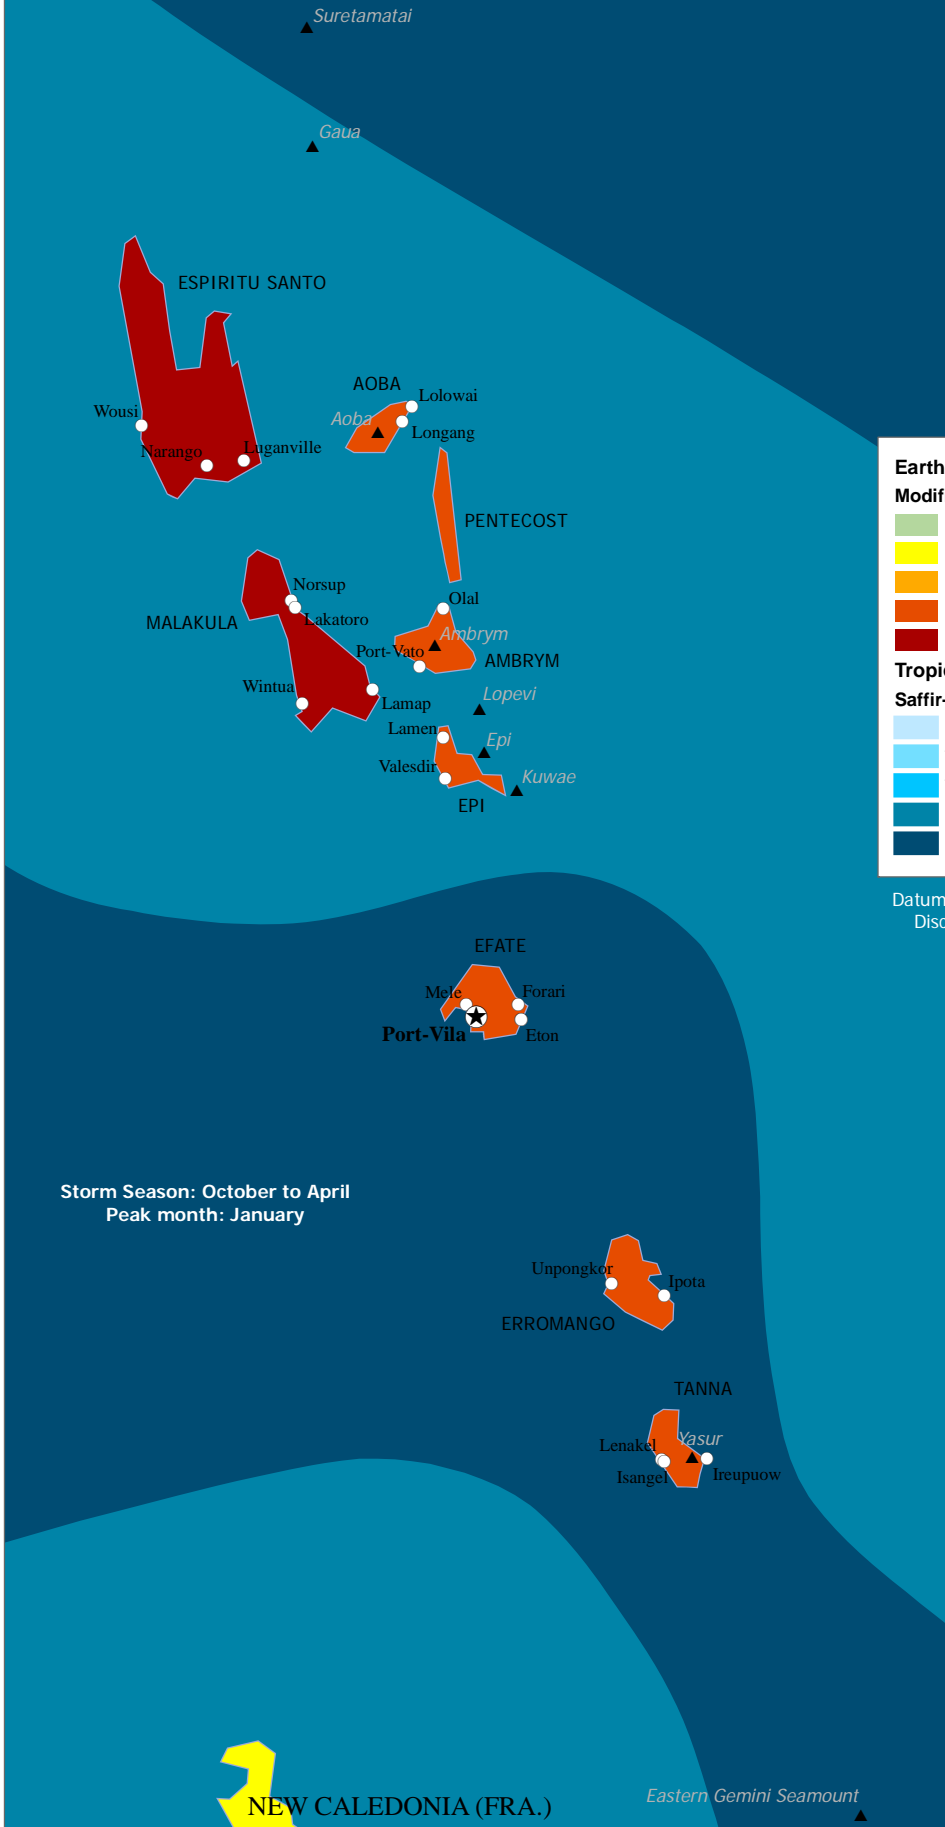 Suretamatai
Gaua
ESPIRITU SANTO
AOBA
Lolowai
Wousi
Aoba
Longang
Narango
Luganville
Earth
Modif
PENTECOST
Norsup
Olal
Lakatoro
MALAKULA
Ambrym
Port-Vato
AMBRYM
Tropic
Wintua
Lopevi
Lamap
Saffir-
Lamen
Epi
Valesdir
Kuwae
EPI
Datum
Disc
EFATE
Mele
Forari
Port-Vila
Eton
Storm Season: October to April
Peak month: January
Unpongkor
Ipota
ERROMANGO
TANNA
Lenakel
Yasur
Isangel
Ireupuow
Eastern Gemini Seamount
NEW CALEDONIA (FRA.)